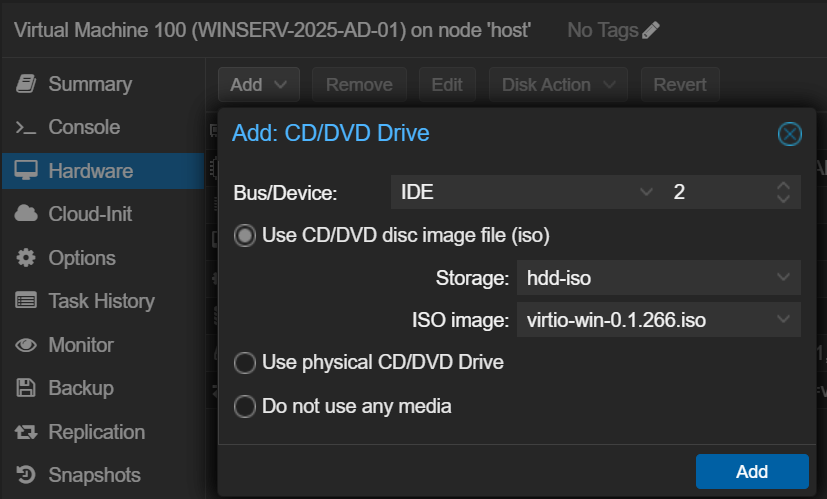 Virtual Machine 100 (WINSERV-2025-AD-01) on node 'host' No Tags
Summary
Console
Hardware
Cloud-Init
Options
Task History
Monitor
Backup
Replication
Snapshots
Add Remove Edit Disk Action Revert
Add: CD/DVD Drive
Bus/Device: IDE 2
Use CD/DVD disc image file (iso)
Storage: hdd-iso
ISO image: virtio-win-0.1.266.iso
Use physical CD/DVD Drive
Do not use any media
Add